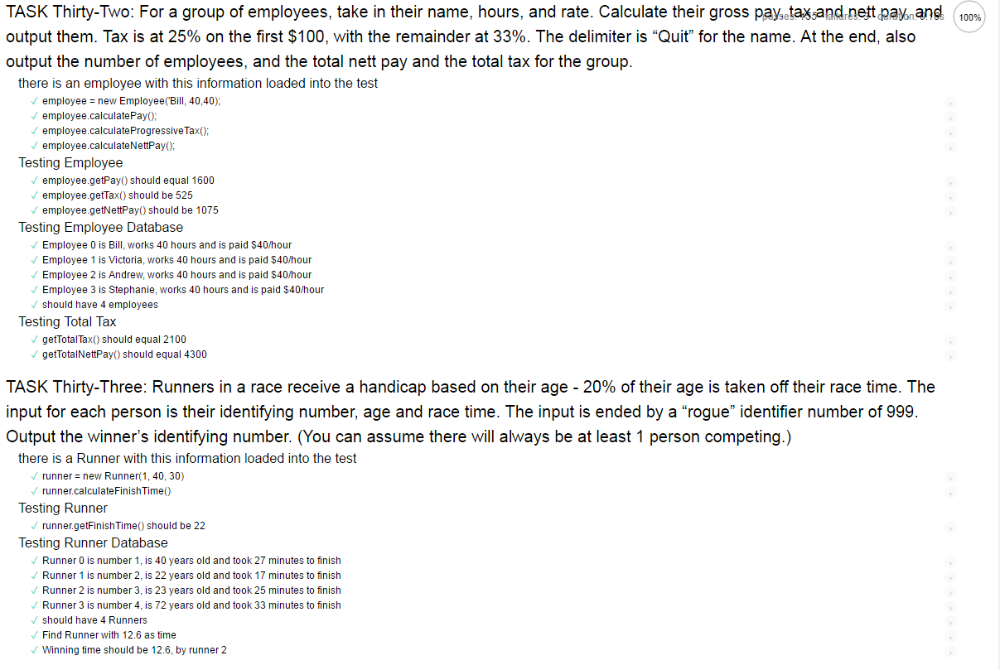 TASK Thirty-Two: For a group of employees, take in their name, hours, and rate. Calculate their gross pay, tax and nett pay, and
output them. Tax is at 25% on the first $100, with the remainder at 33%. The delimiter is “Quit” for the name. At the end, also
output the number of employees, and the total nett pay and the total tax for the group.
passes: failures: duration:
100%
there is an employee with this information loaded into the test
✓ employee = new Employee('Bill, 40,40);
✓ employee.calculatePay();
✓ employee.calculateProgressiveTax();
✓ employee.calculateNettPay();
Testing Employee
✓ employee.getPay() should equal 1600
✓ employee.getTax() should be 525
✓ employee.getNettPay() should be 1075
Testing Employee Database
✓ Employee 0 is Bill, works 40 hours and is paid $40/hour
✓ Employee 1 is Victoria, works 40 hours and is paid $40/hour
✓ Employee 2 is Andrew, works 40 hours and is paid $40/hour
✓ Employee 3 is Stephanie, works 40 hours and is paid $40/hour
✓ should have 4 employees
Testing Total Tax
✓ getTotalTax() should equal 2100
✓ getTotalNettPay() should equal 4300
TASK Thirty-Three: Runners in a race receive a handicap based on their age - 20% of their age is taken off their race time. The
input for each person is their identifying number, age and race time. The input is ended by a “rogue” identifier number of 999.
Output the winner’s identifying number. (You can assume there will always be at least 1 person competing.)
there is a Runner with this information loaded into the test
✓ runner = new Runner(1, 40, 30)
✓ runner.calculateFinishTime()
Testing Runner
✓ runner.getFinishTime() should be 22
Testing Runner Database
✓ Runner 0 is number 1, is 40 years old and took 27 minutes to finish
✓ Runner 1 is number 2, is 22 years old and took 17 minutes to finish
✓ Runner 2 is number 3, is 23 years old and took 25 minutes to finish
✓ Runner 3 is number 4, is 72 years old and took 33 minutes to finish
✓ should have 4 Runners
✓ Find Runner with 12.6 as time
✓ Winning time should be 12.6, by runner 2